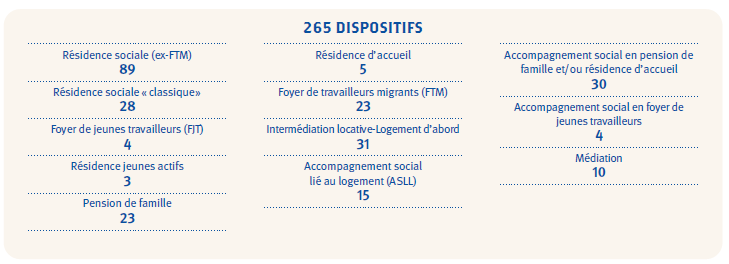 265 DISPOSITIFS
Résidence sociale (ex-FTM)
89
Résidence sociale « classique»
28
Foyer de jeunes travailleurs (FJT)
4
Résidence jeunes actifs
3
Pension de famille
23
Résidence d'accueil
5
Foyer de travailleurs migrants (FTM)
23
Intermédiation locative-Logement d'abord
31
Accompagnement social
lié au logement (ASLL)
15
Accompagnement social en pension de
famille et/ou résidence d'accueil
30
Accompagnement social en foyer de
jeunes travailleurs
4
Médiation
10